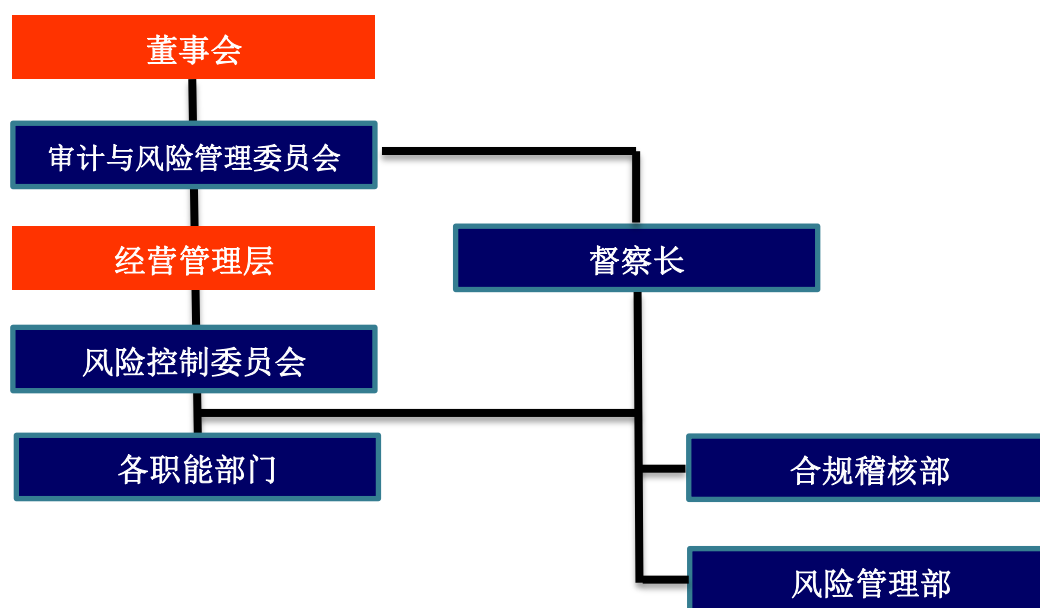 董事会
审计与风险管理委员会
经营管理层
督察长
风险控制委员会
各职能部门
合规稽核部
风险管理部